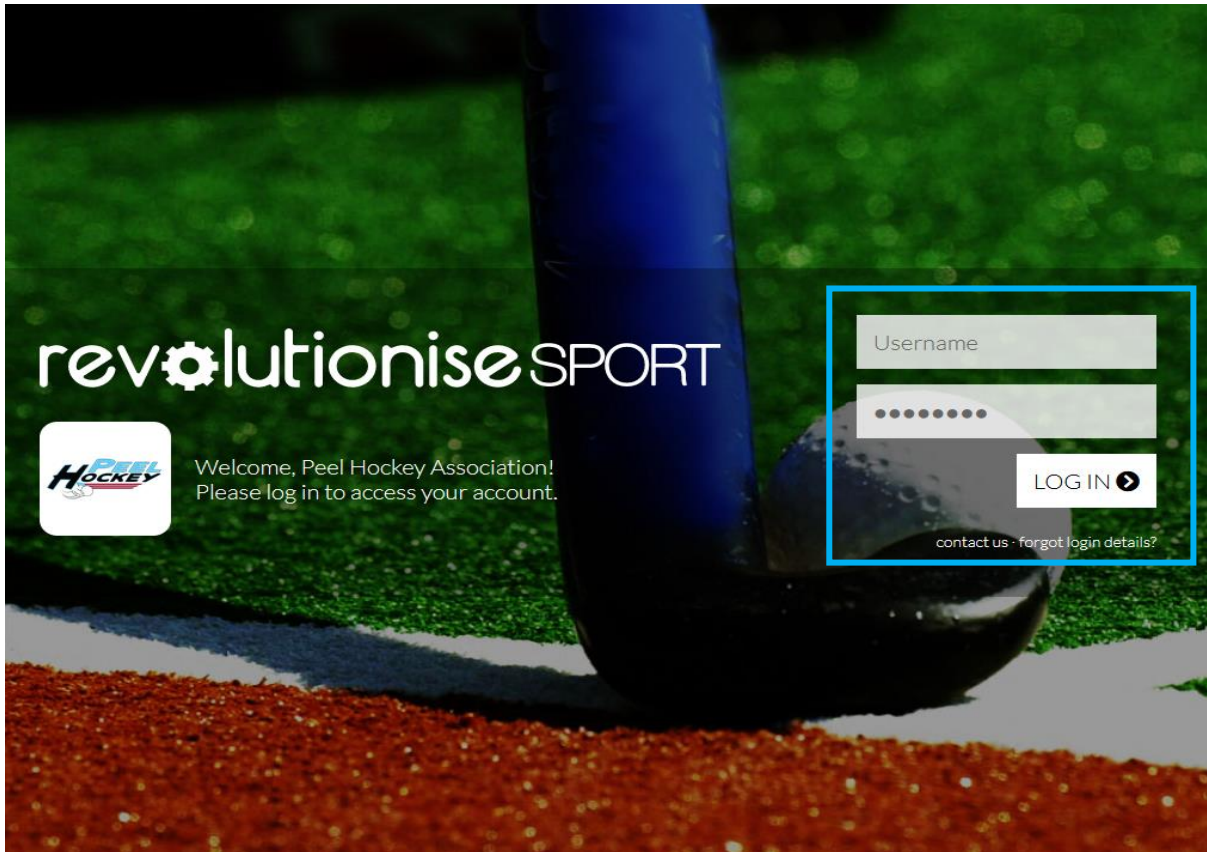 revolutionise SPORT
PEEL
HOCKEY
Welcome, Peel Hockey Association!
Please log in to access your account.
Username
••••••••
LOG IN
contact us · forgot login details?